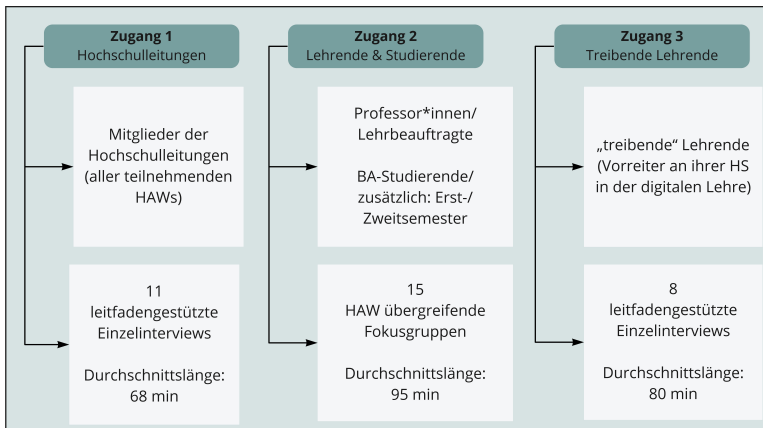 Zugang 1
Hochschulleitungen
Mitglieder der
Hochschulleitungen
(aller teilnehmenden
HAWs)
11
leitfadengestützte
Einzelinterviews
Durchschnittslänge:
68 min
Zugang 2
Lehrende & Studierende
Professor*innen/
Lehrbeauftragte
BA-Studierende/
zusätzlich: Erst-/
Zweitsemester
15
HAW übergreifende
Fokusgruppen
Durchschnittslänge:
95 min
Zugang 3
Treibende Lehrende
„treibende“ Lehrende
(Vorreiter an ihrer HS
in der digitalen Lehre)
8
leitfadengestützte
Einzelinterviews
Durchschnittslänge:
80 min